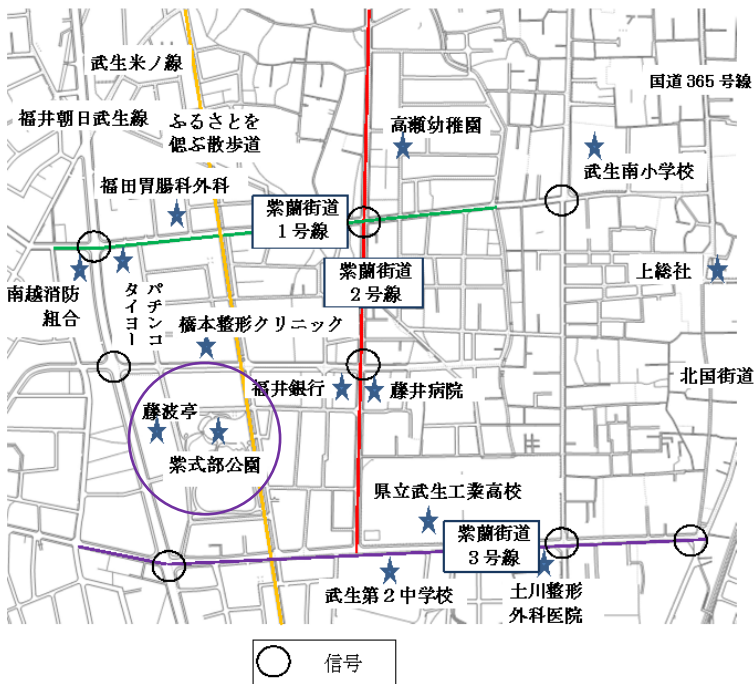 武生米ノ線
国道365号線
福井朝日武生線
ふるさとを
偲ぶ散歩道
高瀬幼稚園
武生南小学校
福田胃腸科外科
紫蘭街道
1号線
紫蘭街道
2号線
上総社
南越消防
組合
パチンコ
タイヨー
橋本整形クリニック
福井銀行
藤井病院
北国街道
藤波亭
紫式部公園
県立武生工業高校
紫蘭街道
3号線
武生第2中学校
土川整形
外科医院
信号